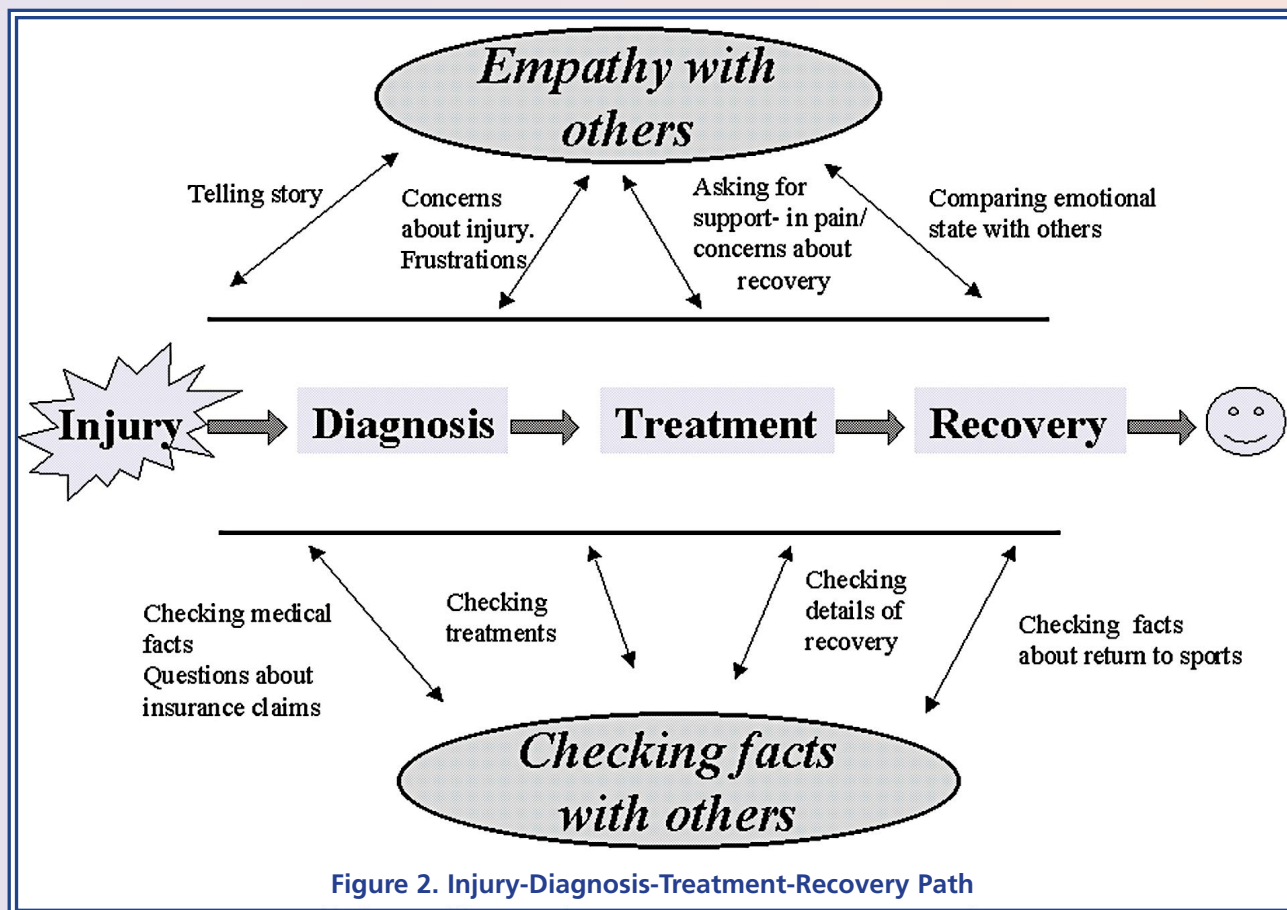 Empathy with
others
Telling story
Concerns
about injury.
Frustrations
Asking for
support- in pain/
concerns about
recovery
Comparing emotional
state with others
Injury
Diagnosis
Treatment
Recovery
Checking medical
facts
Questions about
insurance claims
Checking
treatments
Checking
details of
recovery
Checking facts
about return to sports
Checking facts
with others
Figure 2. Injury-Diagnosis-Treatment-Recovery Path